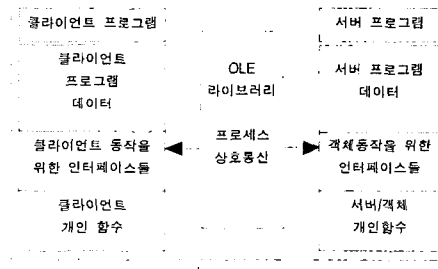 클라이언트 프로그램
클라이언트
프로그램
데이터
클라이언트 동작을
위한 인터페이스들
클라이언트
개인 함수
OLE
라이브러리
프로세스
상호통산
서버 프로그램
서버 프로그램
데이터
객체동작을 위한
인터페이스들
서버/객체
개인함수